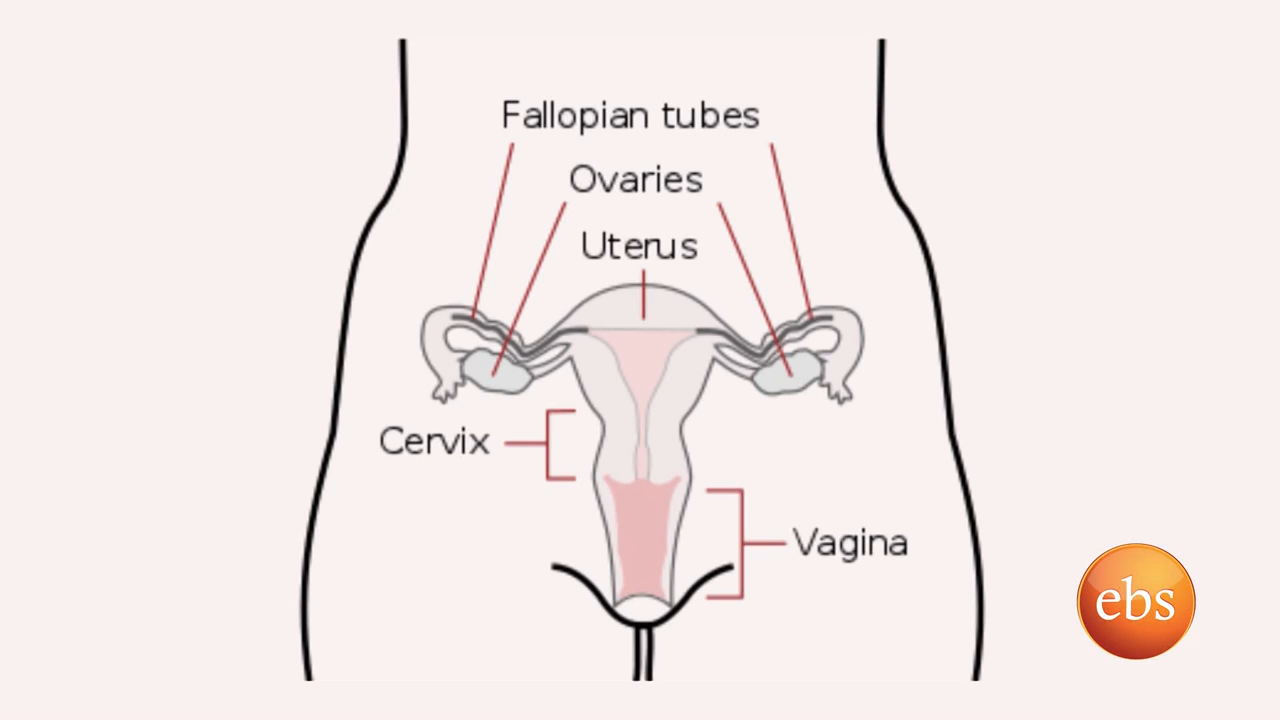 Fallopian tubes
Ovaries
Uterus
Cervix
Vagina
ebs